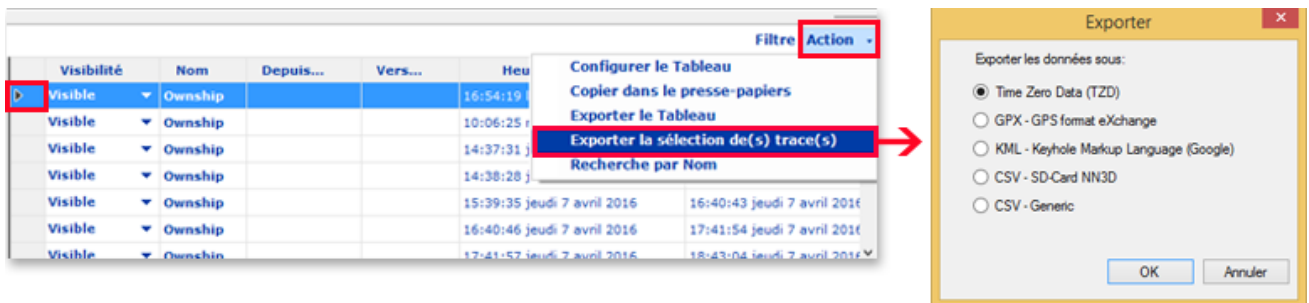 Filtre Action
Visibilité Nom Depuis... Vers...
Visible Ownship 16:54:19
Visible Ownship 10:06:25
Visible Ownship 14:37:31
Visible Ownship 14:38:28
Visible Ownship 15:39:35 jeudi 7 avril 2016 16:40:43 jeudi 7 avril 2016
Visible Ownship 16:40:46 jeudi 7 avril 2016 17:41:54 jeudi 7 avril 2016
Visible Ownship 17:41:57 jeudi 7 avril 2016 18:43:04 jeudi 7 avril 2016
Configurer le Tableau
Copier dans le presse-papiers
Exporter le Tableau
Exporter la sélection de(s) trace(s)
Recherche par Nom
Exporter
Exporter les données sous:
Time Zero Data (TZD)
GPX - GPS format eXchange
KML - Keyhole Markup Language (Google)
CSV - SD-Card NN3D
CSV - Generic
OK Annuler